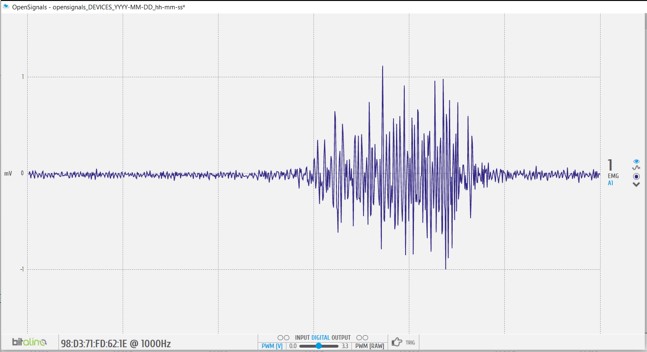 OpenSignals - opensignals_DEVICES_YYYY-MM-DD_hh-mm-ss*
1
mV 0
-1
1
EMG
A1
bitalino 98:03:71:FD:62:1E @ 1000Hz
INPUT DIGITAL OUTPUT
PWM [V] 0.0 3.3 PWM [RAW]
TRIG.